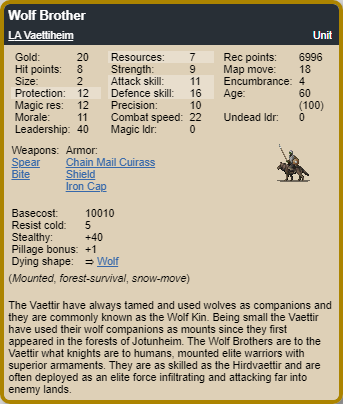 Wolf Brother
LA Vaettiheim Unit
Gold: 20 Resources: 7 Rec points: 6996
Hit points: 8 Strength: 9 Map move: 18
Size: 2 Attack skill: 11 Encumbrance: 4
Protection: 12 Defence skill: 16 Age: 60
Magic res: 12 Precision: 10 (100)
Morale: 11 Combat speed: 22 Undead ldr: 0
Leadership: 40 Magic ldr: 0
Weapons: Armor:
Spear Chain Mail Cuirass
Bite Shield
Iron Cap
Basecost: 10010
Resist cold: 5
Stealthy: +40
Pillage bonus: +1
Dying shape: ⇒ Wolf
(Mounted, forest-survival, snow-move)
The Vaettir have always tamed and used wolves as companions and
they are commonly known as the Wolf Kin. Being small the Vaettir
have used their wolf companions as mounts since they first
appeared in the forests of Jotunheim. The Wolf Brothers are to the
Vaettir what knights are to humans, mounted elite warriors with
superior armaments. They are as skilled as the Hirdvaettir and are
often deployed as an elite force infiltrating and attacking far into
enemy lands.